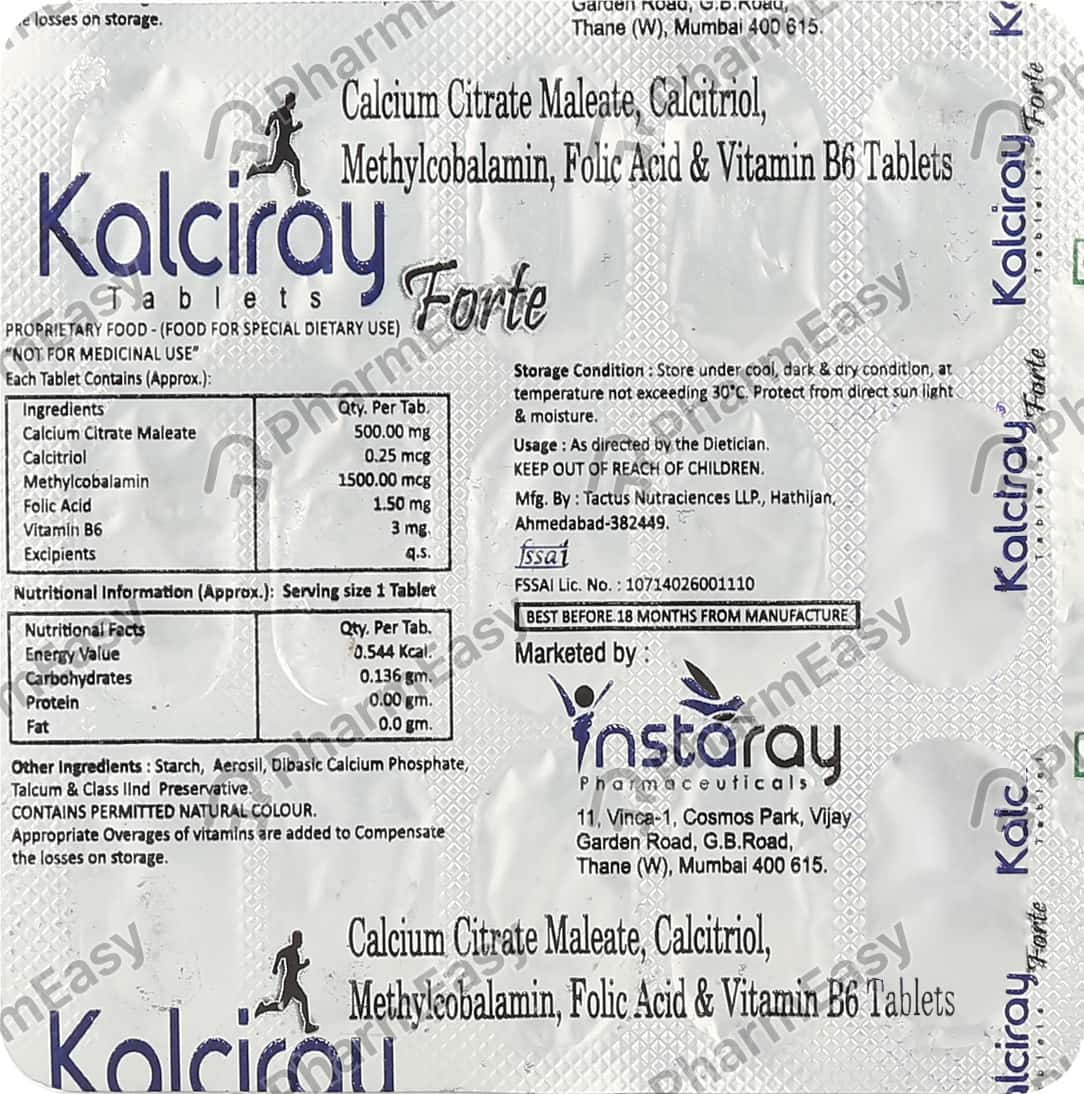 e losses on storage.
Garden Road, G.B.Road,
Thane (W), Mumbai 400 615.
Calcium Citrate Maleate, Calcitriol,
Methylcobalamin, Folic Acid & Vitamin B6 Tablets
Kalciray
Tablets
Forte
PROPRIETARY FOOD - (FOOD FOR SPECIAL DIETARY USE)
"NOT FOR MEDICINAL USE"
Each Tablet Contains (Approx.):
Ingredients Qty. Per Tab.
Calcium Citrate Maleate 500.00 mg
Calcitriol 0.25 mcg
Methylcobalamin 1500.00 mcg
Folic Acid 1.50 mg
Vitamin B6 3 mg.
Excipients q.s.
Nutritional Information (Approx.): Serving size 1 Tablet
Nutritional Facts Qty. Per Tab.
Energy Value 0.544 Kcal.
Carbohydrates 0.136 gm.
Protein 0.00 gm.
Fat 0.0 gm.
Other Ingredients : Starch, Aerosil, Dibasic Calcium Phosphate,
Talcum & Class IInd Preservative.
CONTAINS PERMITTED NATURAL COLOUR.
Appropriate Overages of vitamins are added to Compensate
the losses on storage.
Storage Condition : Store under cool, dark & dry condition, at
temperature not exceeding 30°C. Protect from direct sun light
& moisture.
Usage : As directed by the Dietician.
KEEP OUT OF REACH OF CHILDREN.
Mfg. By : Tactus Nutraciences LLP., Hathijan,
Ahmedabad-382449.
fssai
FSSAI Lic. No. : 10714026001110
BEST BEFORE 18 MONTHS FROM MANUFACTURE
Marketed by :
instaray
Pharmaceuticals
11, Vinca-1, Cosmos Park, Vijay
Garden Road, G.B.Road,
Thane (W), Mumbai 400 615.
Calcium Citrate Maleate, Calcitriol,
Methylcobalamin, Folic Acid & Vitamin B6 Tablets
Kalciray
Kalciray Forte
Tablets
Kalciray Forte
Tablets
Kalc
Tablets
lciray Forte
PharmEasy